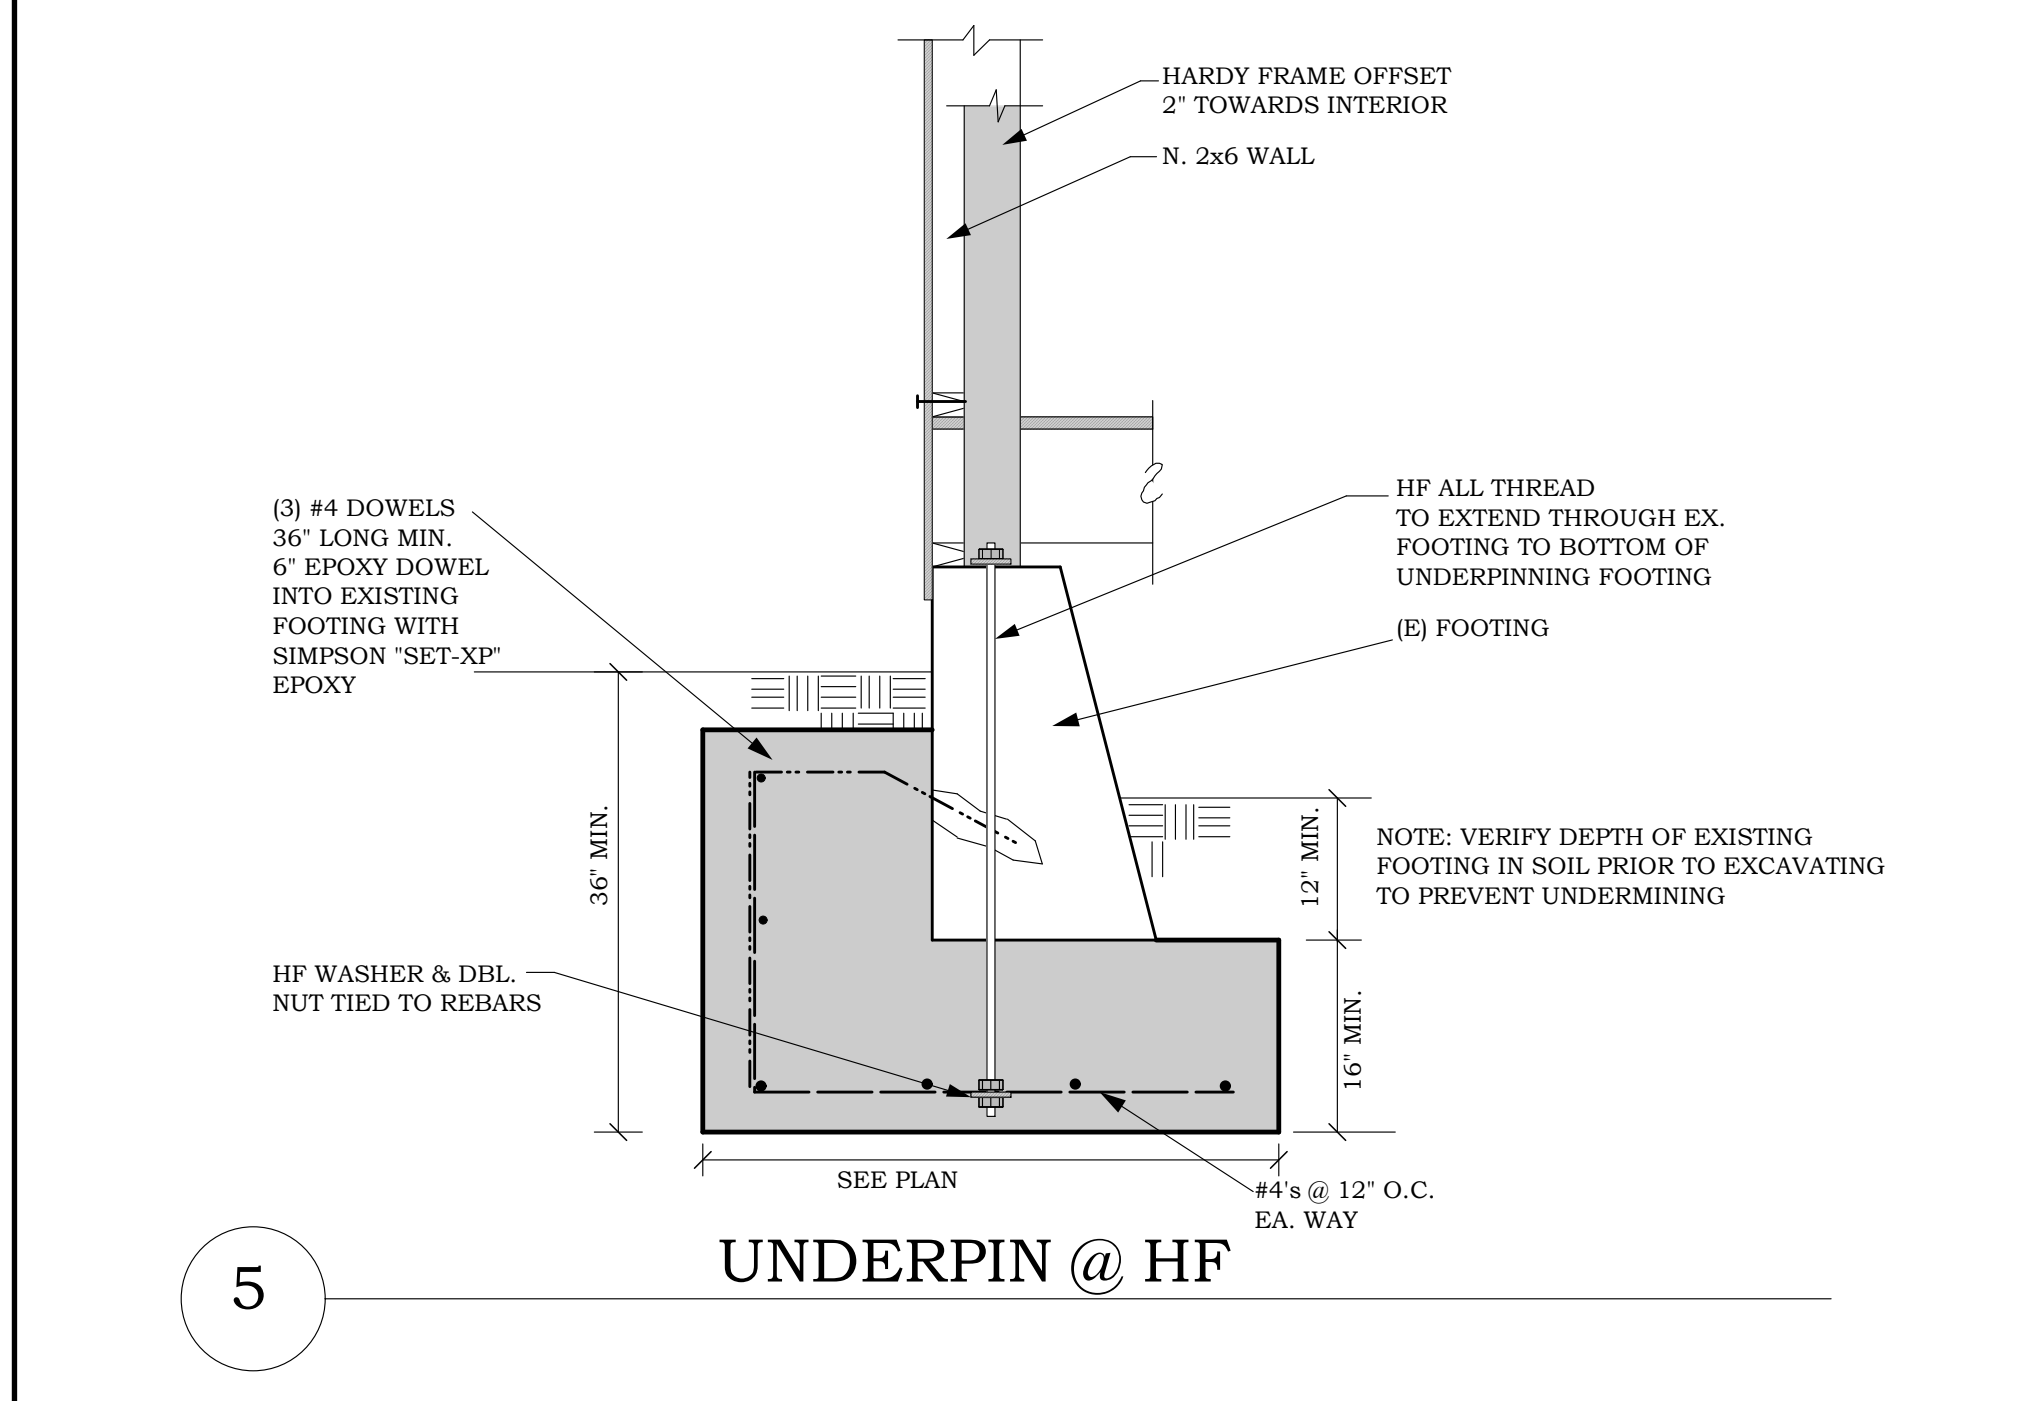 HARDY FRAME OFFSET
2" TOWARDS INTERIOR
N. 2x6 WALL
(3) #4 DOWELS
36" LONG MIN.
6" EPOXY DOWEL
INTO EXISTING
FOOTING WITH
SIMPSON "SET-XP"
EPOXY
HF ALL THREAD
TO EXTEND THROUGH EX.
FOOTING TO BOTTOM OF
UNDERPINNING FOOTING
(E) FOOTING
36" MIN.
12" MIN.
NOTE: VERIFY DEPTH OF EXISTING
FOOTING IN SOIL PRIOR TO EXCAVATING
TO PREVENT UNDERMINING
HF WASHER & DBL.
NUT TIED TO REBARS
16" MIN.
SEE PLAN
#4's @ 12" O.C.
EA. WAY
5
UNDERPIN @ HF